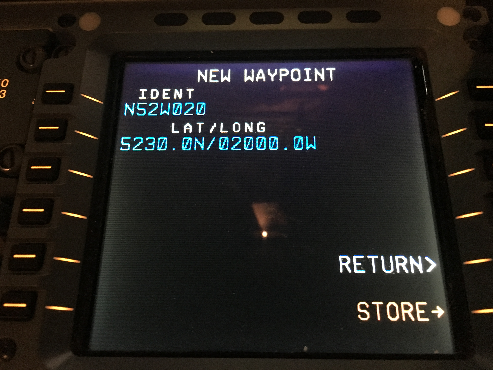 NEW WAYPOINT
IDENT
N52W020
LAT/LONG
5230.0N/02000.0W
RETURN>
STORE→